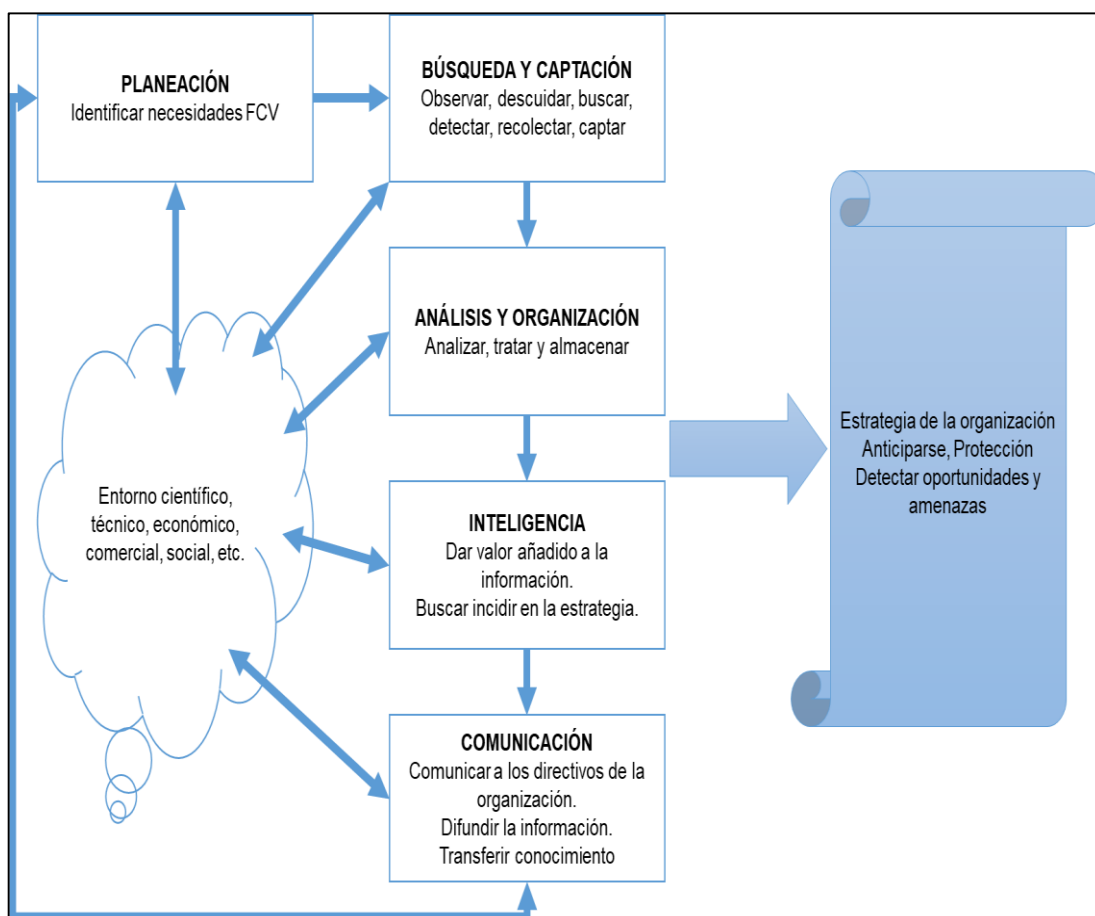 PLANEACIÓN
Identificar necesidades FCV
BÚSQUEDA Y CAPTACIÓN
Observar, descuidar, buscar,
detectar, recolectar, captar
ANÁLISIS Y ORGANIZACIÓN
Analizar, tratar y almacenar
Entorno científico,
técnico, económico,
comercial, social, etc.
INTELIGENCIA
Dar valor añadido a la
información.
Buscar incidir en la estrategia.
COMUNICACIÓN
Comunicar a los directivos de la
organización.
Difundir la información.
Transferir conocimiento
Estrategia de la organización
Anticiparse, Protección
Detectar oportunidades y
amenazas